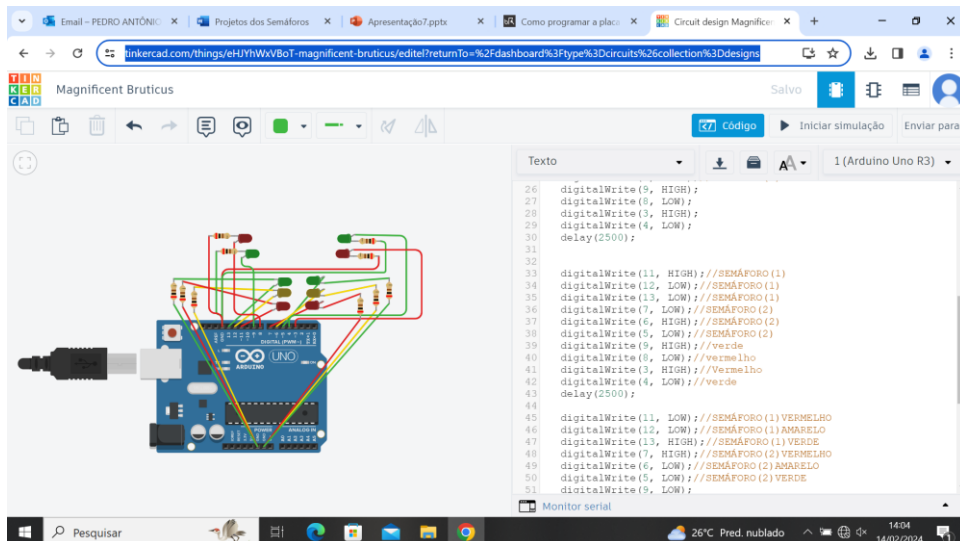 Email – PEDRO ANTÔNIO
Projetos dos Semáforos
Apresentação7.pptx
Como programar a placa
Circuit design Magnificen
tinkercad.com/things/eHJYhWxVBoT-magnificent-bruticus/editel?returnTo=%2Fdashboard%3Ftype%3Dcircuits%26collection%3Ddesigns
TIN
KER
CAD
Magnificent Bruticus
Salvo
Código
Iniciar simulação
Enviar para
Texto
1 (Arduino Uno R3)
26 digitalWrite(9, HIGH);
27 digitalWrite(8, LOW);
28 digitalWrite(3, HIGH);
29 digitalWrite(4, LOW);
30 delay(2500);
31
32
33 digitalWrite(11, HIGH);//SEMÁFORO(1)
34 digitalWrite(12, LOW);//SEMÁFORO(1)
35 digitalWrite(13, LOW);//SEMÁFORO(1)
36 digitalWrite(7, LOW);//SEMÁFORO(2)
37 digitalWrite(6, HIGH);//SEMÁFORO(2)
38 digitalWrite(5, LOW);//SEMÁFORO(2)
39 digitalWrite(9, HIGH);//verde
40 digitalWrite(8, LOW);//vermelho
41 digitalWrite(3, HIGH);//Vermelho
42 digitalWrite(4, LOW);//verde
43 delay(2500);
44
45 digitalWrite(11, LOW);//SEMÁFORO(1)VERMELHO
46 digitalWrite(12, LOW);//SEMÁFORO(1)AMARELO
47 digitalWrite(13, HIGH);//SEMÁFORO(1)VERDE
48 digitalWrite(7, HIGH);//SEMÁFORO(2)VERMELHO
49 digitalWrite(6, LOW);//SEMÁFORO(2)AMARELO
50 digitalWrite(5, LOW);//SEMÁFORO(2)VERDE
51 digitalWrite(9, LOW);
DIGITAL (PWM~)
UNO
ARDUINO
POWER
ANALOG IN
Monitor serial
Pesquisar
26°C Pred. nublado
14:04
14/02/2024